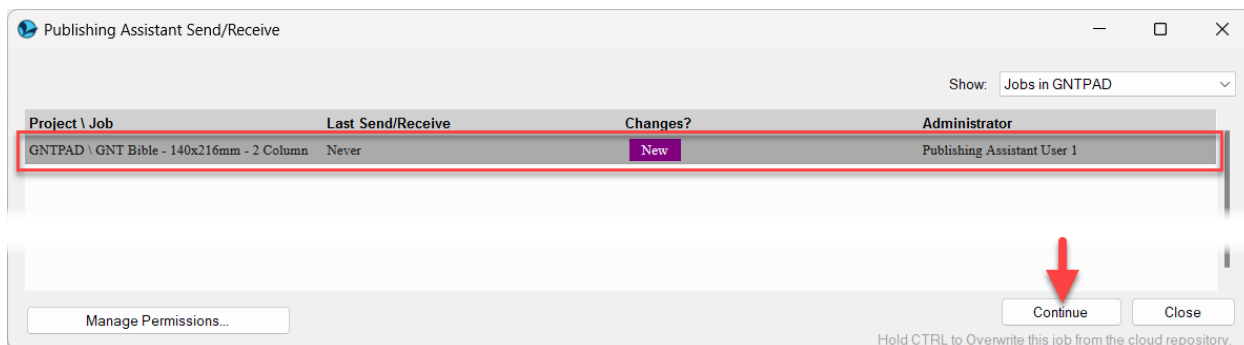 Publishing Assistant Send/Receive
Show: Jobs in GNTPAD
Project \ Job Last Send/Receive Changes? Administrator
GNTPAD \ GNT Bible - 140x216mm - 2 Column Never New Publishing Assistant User 1
Manage Permissions... Continue Close
Hold CTRL to Overwrite this job from the cloud repository.